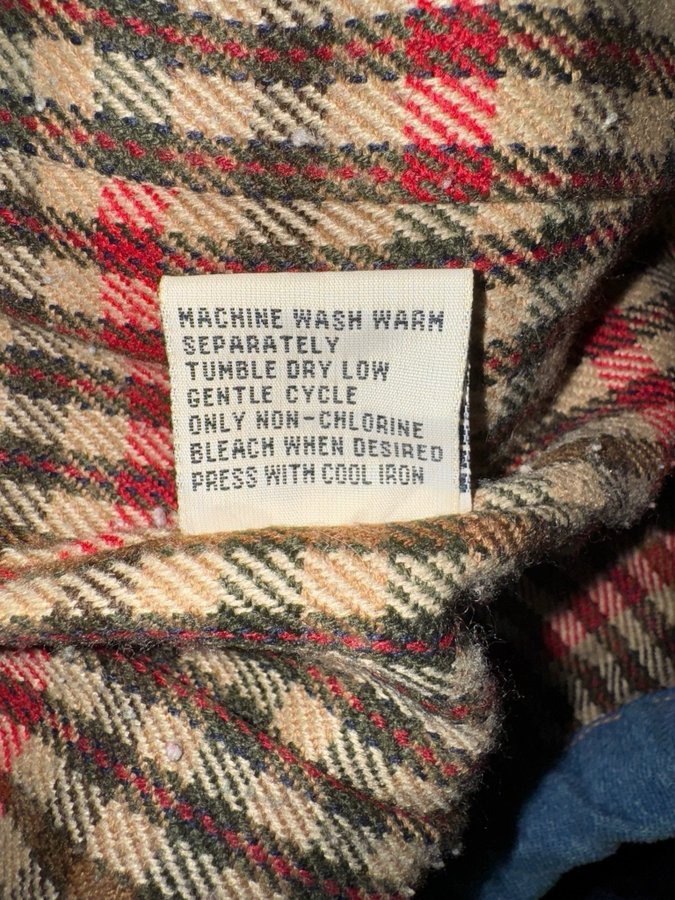 MACHINE WASH WARM
SEPARATELY
TUMBLE DRY LOW
GENTLE CYCLE
ONLY NON-CHLORINE
BLEACH WHEN DESIRED
PRESS WITH COOL IRON